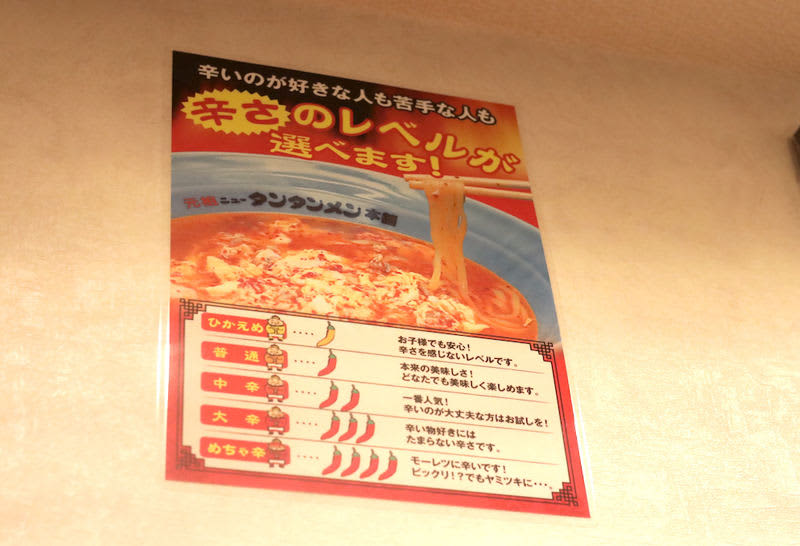 辛いのが好きな人も苦手な人も
辛さのレベルが
選べます!
元祖ニュータンタンメン本舗
ひかえめ ････
お子様でも安心!
辛さを感じないレベルです。
普通 ････
本来の美味しさ!
どなたでも美味しく楽しめます。
中辛 ････
一番人気!
辛いのが大丈夫な方はお試しを!
大辛 ････
辛い物好きには
たまらない辛さです。
めちゃ辛 ････
モーレツに辛いです!
ビックリ!?でもヤミツキに･･･。